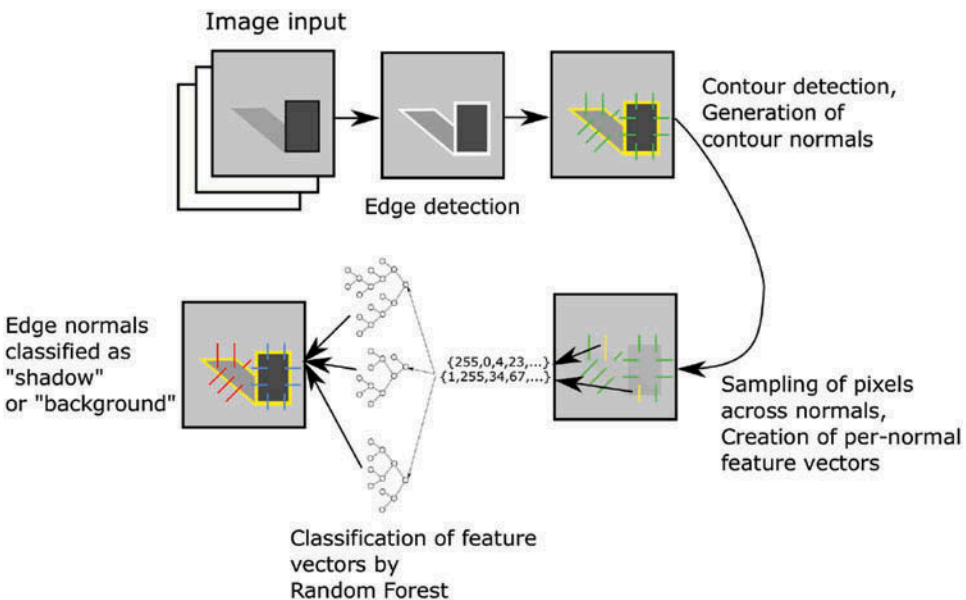 Image input
Edge detection
Contour detection,
Generation of
contour normals
Sampling of pixels
across normals,
Creation of per-normal
feature vectors
{255,0,4,23,...}
{1,255,34,67,...}
Classification of feature
vectors by
Random Forest
Edge normals
classified as
"shadow"
or "background"